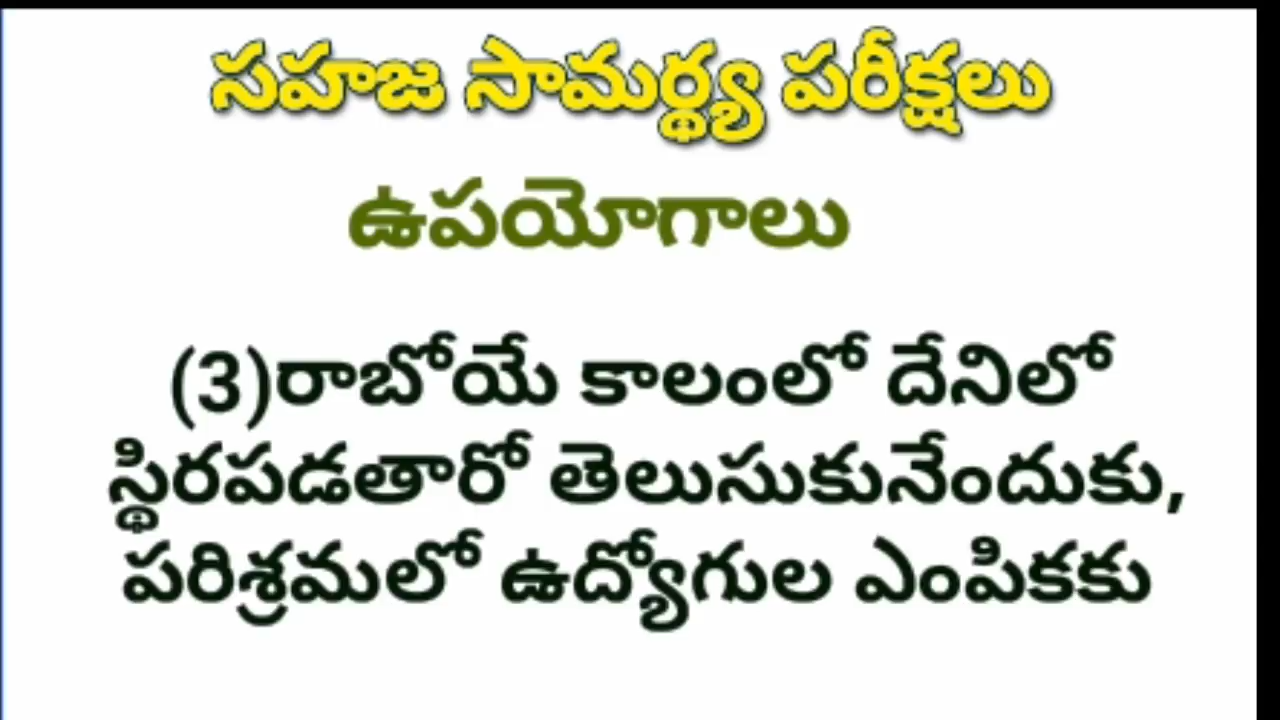 సహజ సామర్థ్య పరీక్షలు
ఉపయోగాలు
(3)రాబోయే కాలంలో దేనిలో
స్థిరపడతారో తెలుసుకునేందుకు,
పరిశ్రమలో ఉద్యోగుల ఎంపికకు